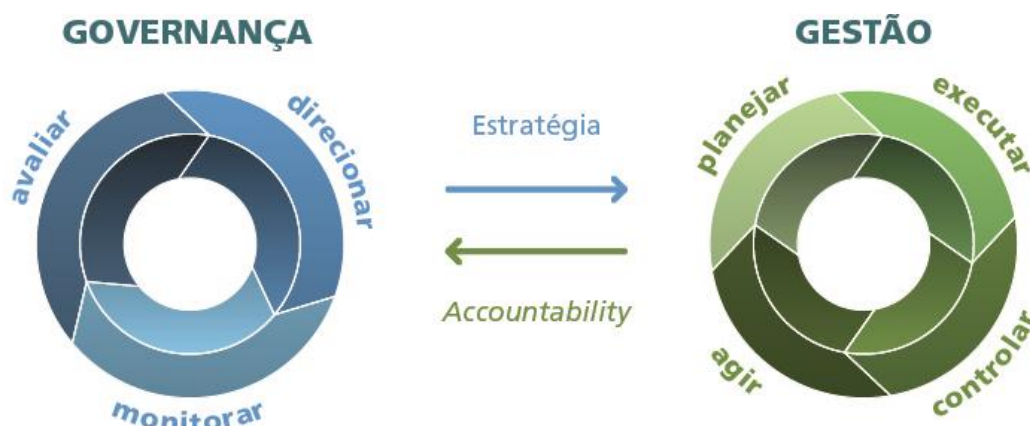 GOVERNANÇA
avaliar
direcionar
monitorar
Estratégia
Accountability
GESTÃO
planejar
executar
controlar
agir